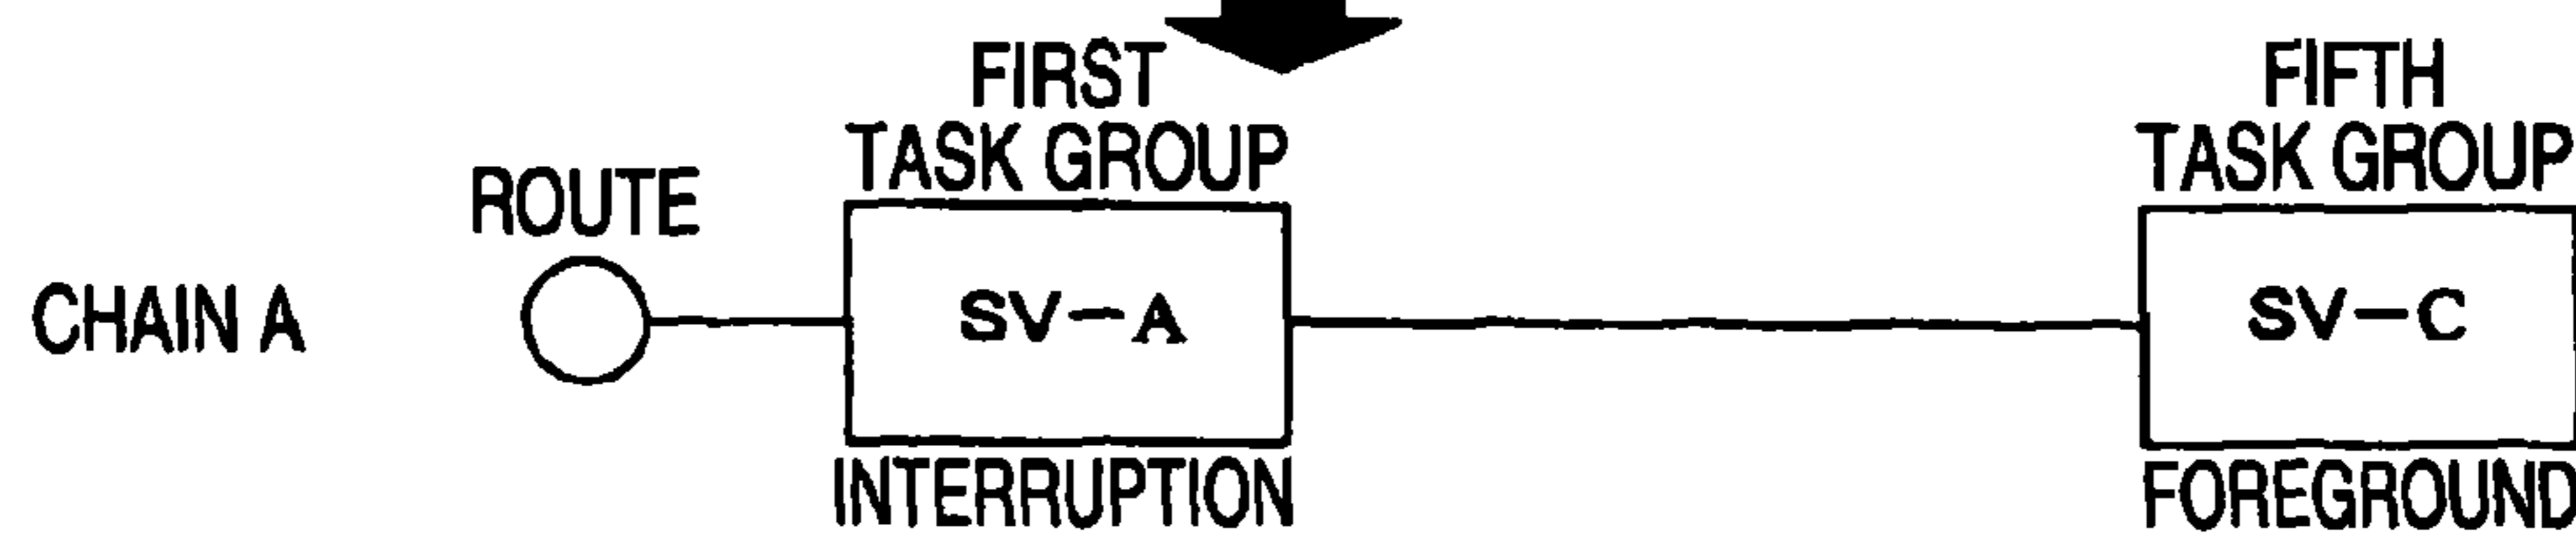 FIRST
TASK GROUP
FIFTH
TASK GROUP
ROUTE
CHAIN A
SV-A
SV-C
INTERRUPTION
FOREGROUND